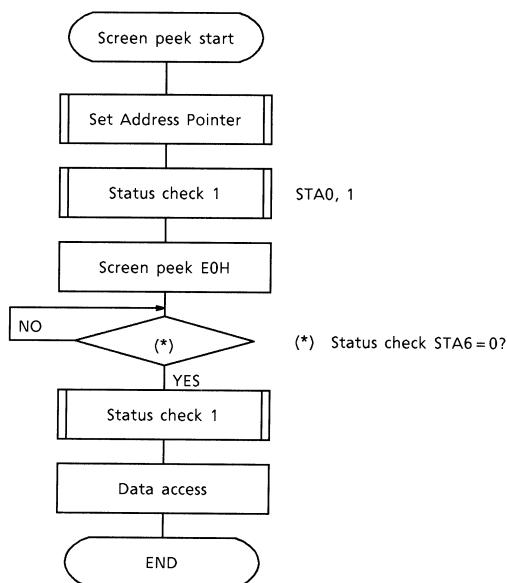 Screen peek start
Set Address Pointer
Status check 1
STA0, 1
Screen peek E0H
NO
(*)
(*) Status check STA6=0?
YES
Status check 1
Data access
END